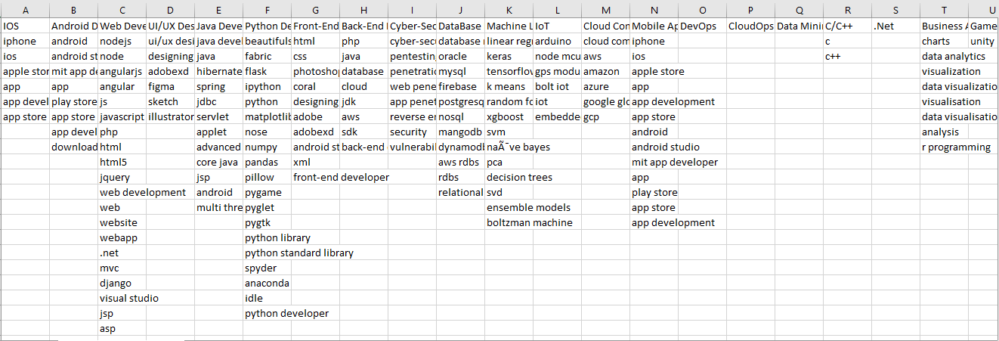 A B C D E F G H I J K L M N O P Q R S T U
IOS Android D Web Deve UI/UX Des Java Deve Python De Front-End Back-End Cyber-Sec DataBase Machine L IoT Cloud Con Mobile Ap DevOps CloudOps Data Mini C/C++ .Net Business A Game
iphone android nodejs ui/ux desi java devel beautifuls html php cyber-secu database linear regr arduino cloud com iphone c charts unity
ios android st node designing java fabric css java pentesting oracle keras node mcu aws ios c++ data analytics
apple stor mit app de angularjs adobexd hibernate flask photosho database penetratio mysql tensorflov gps modu amazon apple store visualization
app app angular figma spring ipython coral cloud web pene firebase k means bolt iot azure app data visualizatio
app devel play store js sketch jdbc python designing jdk app penet postgresq random fo iot google glo app development visualisation
app store app store javascript illustrator servlet matplotlib adobe aws reverse er nosql xgboost embedde gcp app store data visualisatio
app devel php applet nose adobexd sdk security mangodb svm android analysis
download html advanced numpy android st back-end vulnerabil dynamodb naÃ¯ve bayes android studio r programming
html5 core java pandas xml aws rdbs pca mit app developer
jquery jsp pillow front-end developer rdbs decision trees app
web development android pygame relational svd play store
web multi thre pyglet ensemble models app store
website pygtk boltzman machine app development
webapp python library
.net python standard library
mvc spyder
django anaconda
visual studio idle
jsp python developer
asp